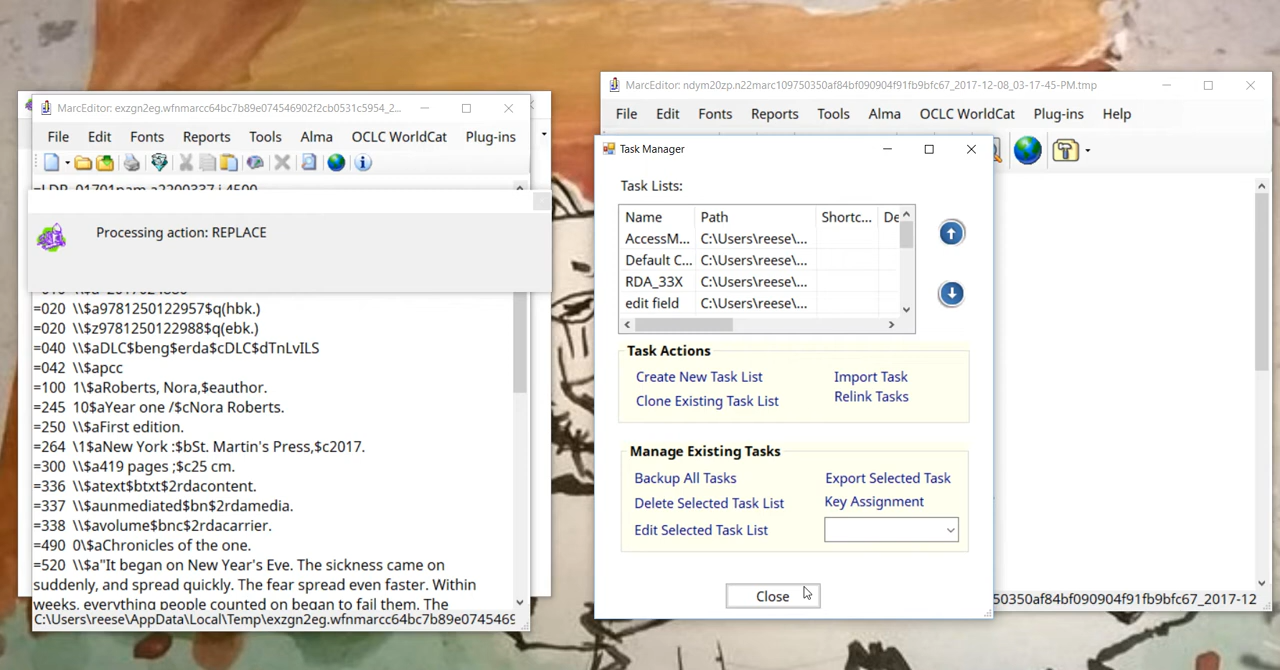 MarcEditor: exzgn2eg.wfnmarcc64bc7b89e074546902f2cb0531c5954_2...
File Edit Fonts Reports Tools Alma OCLC WorldCat Plug-ins
=LDR 01701nam a2200337 i 4500
Processing action: REPLACE
=020 \\$a9781250122957$q(hbk.)
=020 \\$z9781250122988$q(ebk.)
=040 \\$aDLC$beng$erda$cDLC$dTnLvILS
=042 \\$apcc
=100 1\$aRoberts, Nora,$eauthor.
=245 10$aYear one /$cNora Roberts.
=250 \\$aFirst edition.
=264 \1$aNew York :$bSt. Martin's Press,$c2017.
=300 \\$a419 pages ;$c25 cm.
=336 \\$atext$btxt$2rdacontent.
=337 \\$aunmediated$bn$2rdamedia.
=338 \\$avolume$bnc$2rdacarrier.
=490 0\$aChronicles of the one.
=520 \\$a"It began on New Year's Eve. The sickness came on
suddenly, and spread quickly. The fear spread even faster. Within
weeks, everything people counted on began to fail them. The
C:\Users\reese\AppData\Local\Temp\exzgn2eg.wfnmarcc64bc7b89e0745469
MarcEditor: ndym20zp.n22marc109750350af84bf090904f91fb9bfc67_2017-12-08_03-17-45-PM.tmp
File Edit Fonts Reports Tools Alma OCLC WorldCat Plug-ins Help
Task Manager
Task Lists:
Name Path Shortc... De
AccessM... C:\Users\reese\...
Default C... C:\Users\reese\...
RDA_33X C:\Users\reese\...
edit field C:\Users\reese\...
Task Actions
Create New Task List Import Task
Clone Existing Task List Relink Tasks
Manage Existing Tasks
Backup All Tasks Export Selected Task
Delete Selected Task List Key Assignment
Edit Selected Task List
Close
50350af84bf090904f91fb9bfc67_2017-12